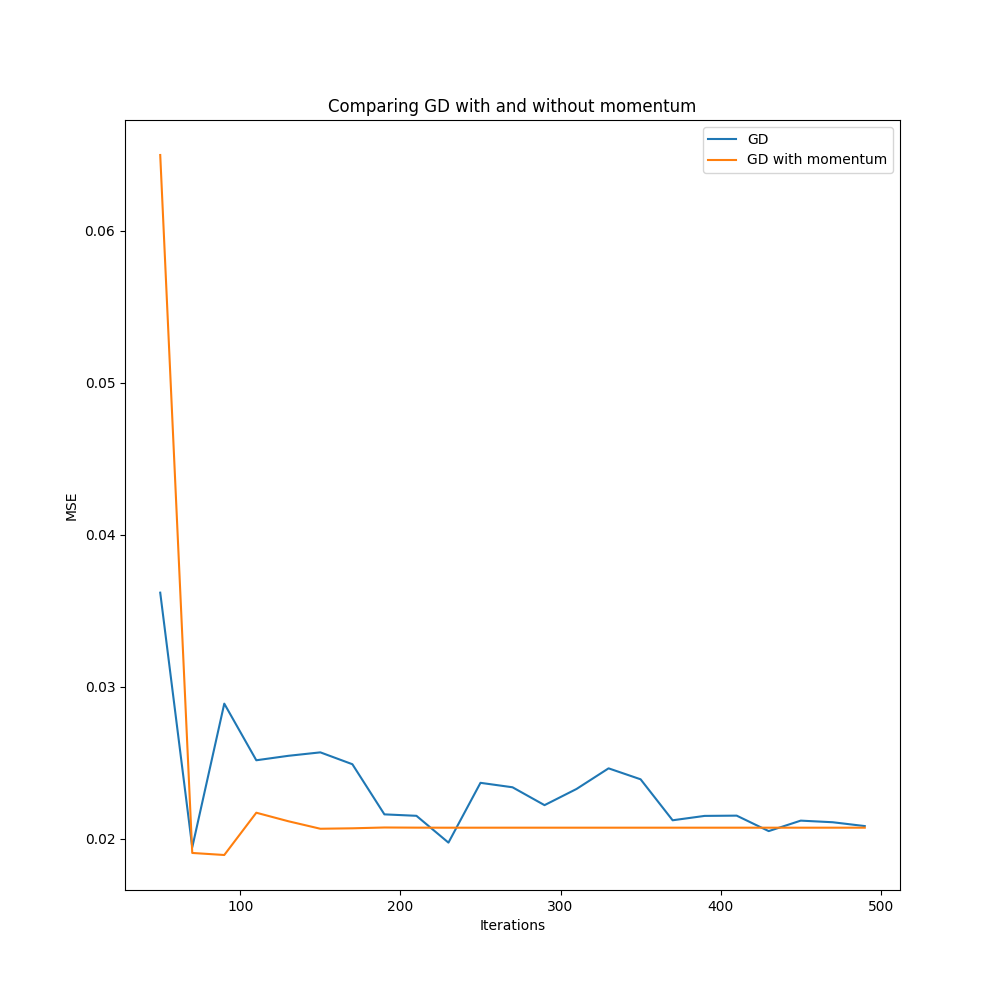 Comparing GD with and without momentum
GD
GD with momentum
0.06
0.05
0.04
0.03
0.02
MSE
100 200 300 400 500
Iterations